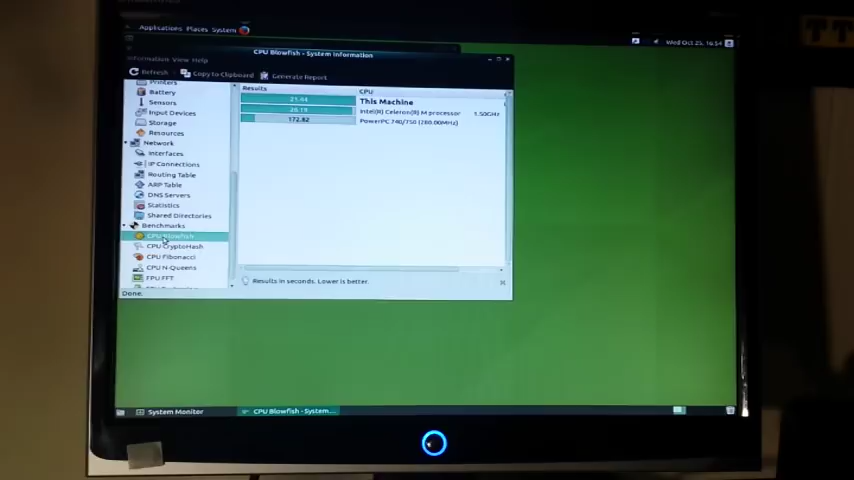 Applications Places System
Wed Oct 25, 16:54
CPU Blowfish - System Information
Information View Help
Refresh Copy to Clipboard Generate Report
Printers
Battery
Sensors
Input Devices
Storage
Resources
Network
Interfaces
IP Connections
Routing Table
ARP Table
DNS Servers
Statistics
Shared Directories
Benchmarks
CPU Blowfish
CPU CryptoHash
CPU Fibonacci
CPU N-Queens
FPU FFT
Results CPU
This Machine
26.19 Intel(R) Celeron(R) M processor 1.50GHz
172.82 PowerPC 740/750 (280.00MHz)
Results in seconds. Lower is better.
Done.
System Monitor
CPU Blowfish - System...